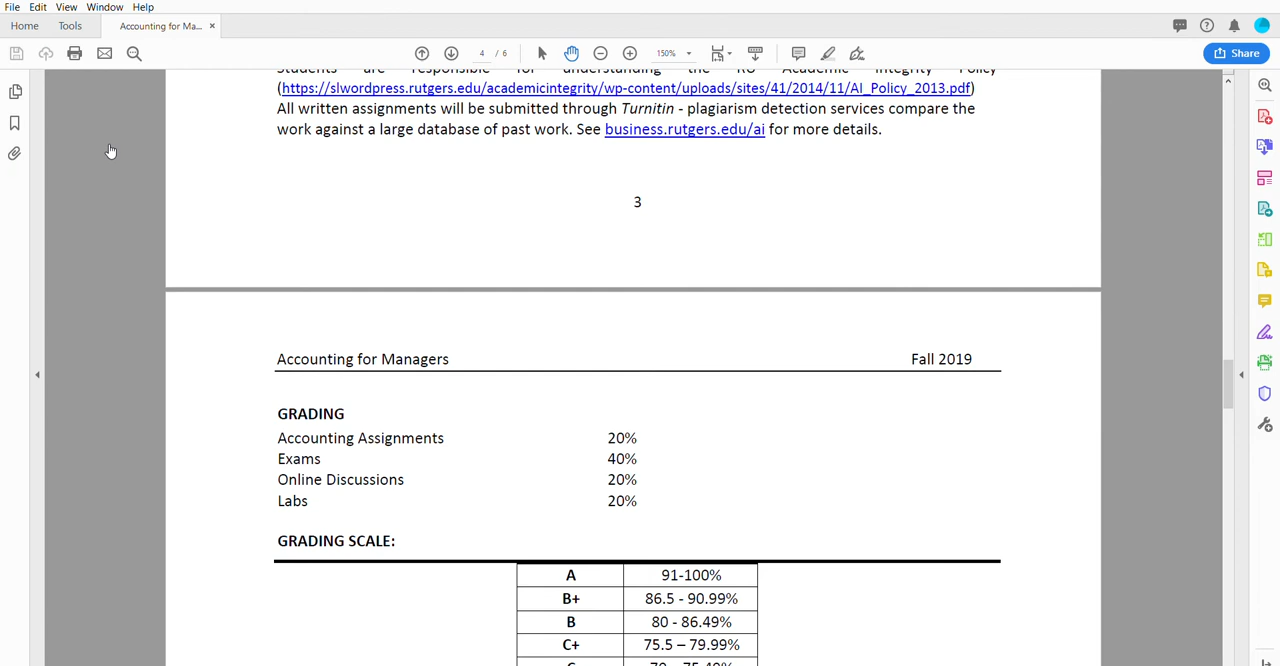 File Edit View Window Help
Home Tools Accounting for Ma... ×
4 / 6 150% Share
Students are responsible for understanding the RU Academic Integrity Policy
(https://slwordpress.rutgers.edu/academicintegrity/wp-content/uploads/sites/41/2014/11/AI_Policy_2013.pdf)
All written assignments will be submitted through Turnitin - plagiarism detection services compare the
work against a large database of past work. See business.rutgers.edu/ai for more details.
3
Accounting for Managers Fall 2019
GRADING
Accounting Assignments 20%
Exams 40%
Online Discussions 20%
Labs 20%
GRADING SCALE:
A 91-100%
B+ 86.5 - 90.99%
B 80 - 86.49%
C+ 75.5 – 79.99%
C 70 – 75.49%